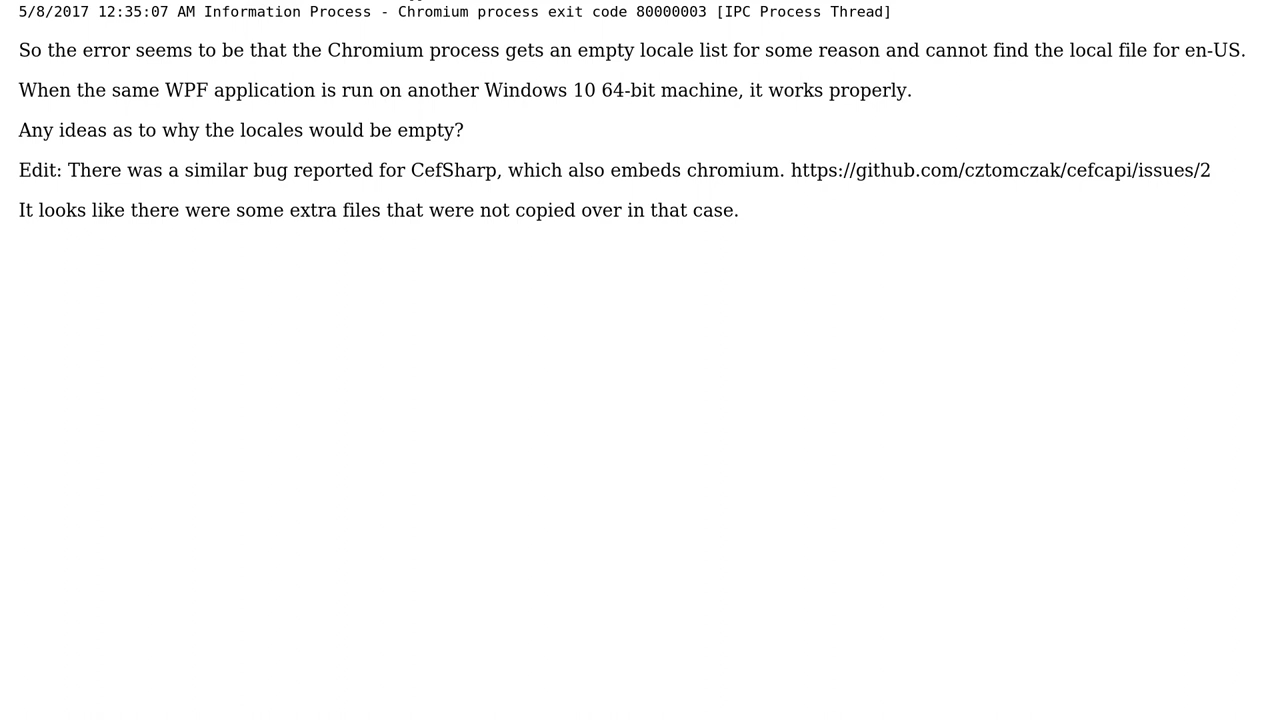 5/8/2017 12:35:07 AM Information Process - Chromium process exit code 80000003 [IPC Process Thread]
So the error seems to be that the Chromium process gets an empty locale list for some reason and cannot find the local file for en-US.
When the same WPF application is run on another Windows 10 64-bit machine, it works properly.
Any ideas as to why the locales would be empty?
Edit: There was a similar bug reported for CefSharp, which also embeds chromium. https://github.com/cztomczak/cefcapi/issues/2
It looks like there were some extra files that were not copied over in that case.